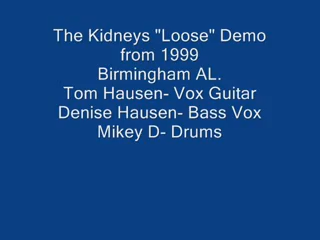 The Kidneys "Loose" Demo
from 1999
Birmingham AL.
Tom Hausen- Vox Guitar
Denise Hausen- Bass Vox
Mikey D- Drums